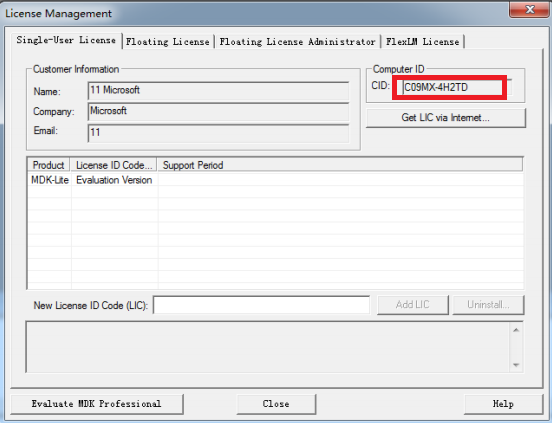 License Management
Single-User License Floating License Floating License Administrator FlexLM License
Customer Information
Name: 11 Microsoft
Company: Microsoft
Email: 11
Computer ID
CID: C09MX-4H2TD
Get LIC via Internet...
Product License ID Code... Support Period
MDK-Lite Evaluation Version
New License ID Code (LIC):
Add LIC Uninstall...
Evaluate MDK Professional Close Help